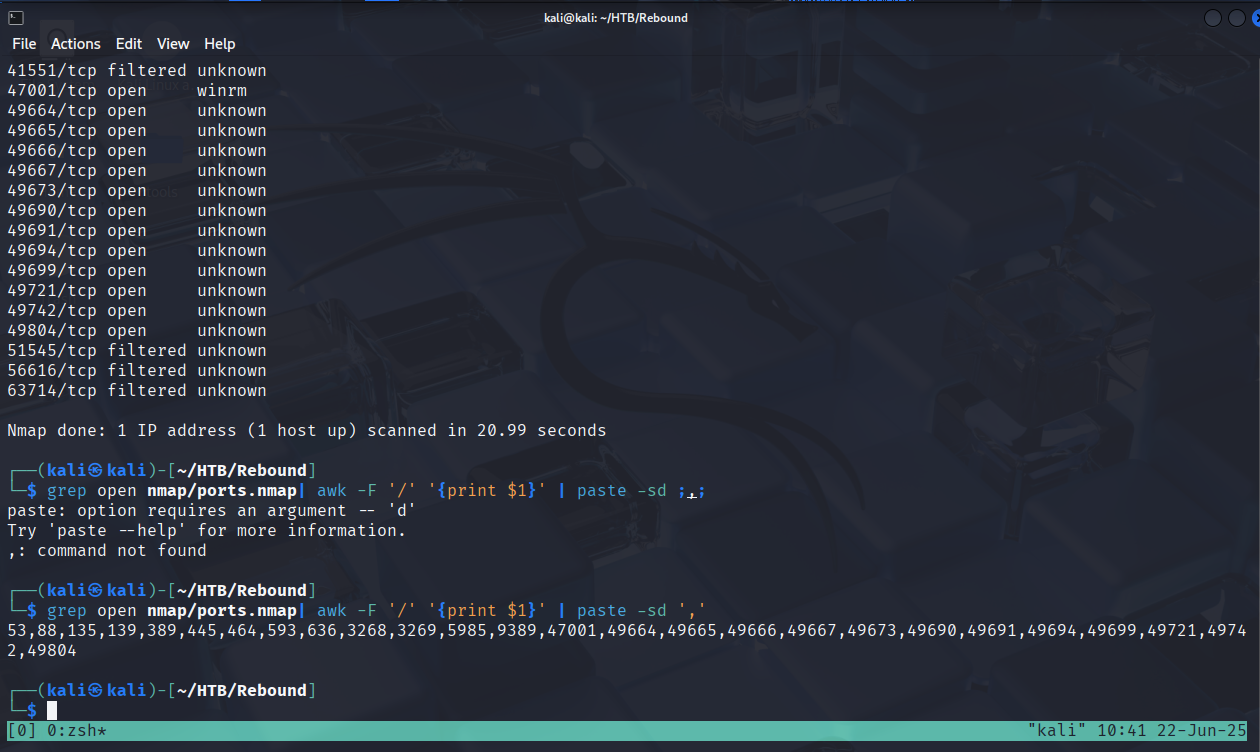 kali@kali: ~/HTB/Rebound
File Actions Edit View Help
41551/tcp filtered unknown
47001/tcp open     winrm
49664/tcp open     unknown
49665/tcp open     unknown
49666/tcp open     unknown
49667/tcp open     unknown
49673/tcp open     unknown
49690/tcp open     unknown
49691/tcp open     unknown
49694/tcp open     unknown
49699/tcp open     unknown
49721/tcp open     unknown
49742/tcp open     unknown
49804/tcp open     unknown
51545/tcp filtered unknown
56616/tcp filtered unknown
63714/tcp filtered unknown
Nmap done: 1 IP address (1 host up) scanned in 20.99 seconds
┌──(kali㉿kali)-[~/HTB/Rebound]
└─$ grep open nmap/ports.nmap| awk -F '/' '{print $1}' | paste -sd ;,;
paste: option requires an argument -- 'd'
Try 'paste --help' for more information.
,: command not found
┌──(kali㉿kali)-[~/HTB/Rebound]
└─$ grep open nmap/ports.nmap| awk -F '/' '{print $1}' | paste -sd ','
53,88,135,139,389,445,464,593,636,3268,3269,5985,9389,47001,49664,49665,49666,49667,49673,49690,49691,49694,49699,49721,4974
2,49804
┌──(kali㉿kali)-[~/HTB/Rebound]
└─$
[0] 0:zsh* "kali" 10:41 22-Jun-25